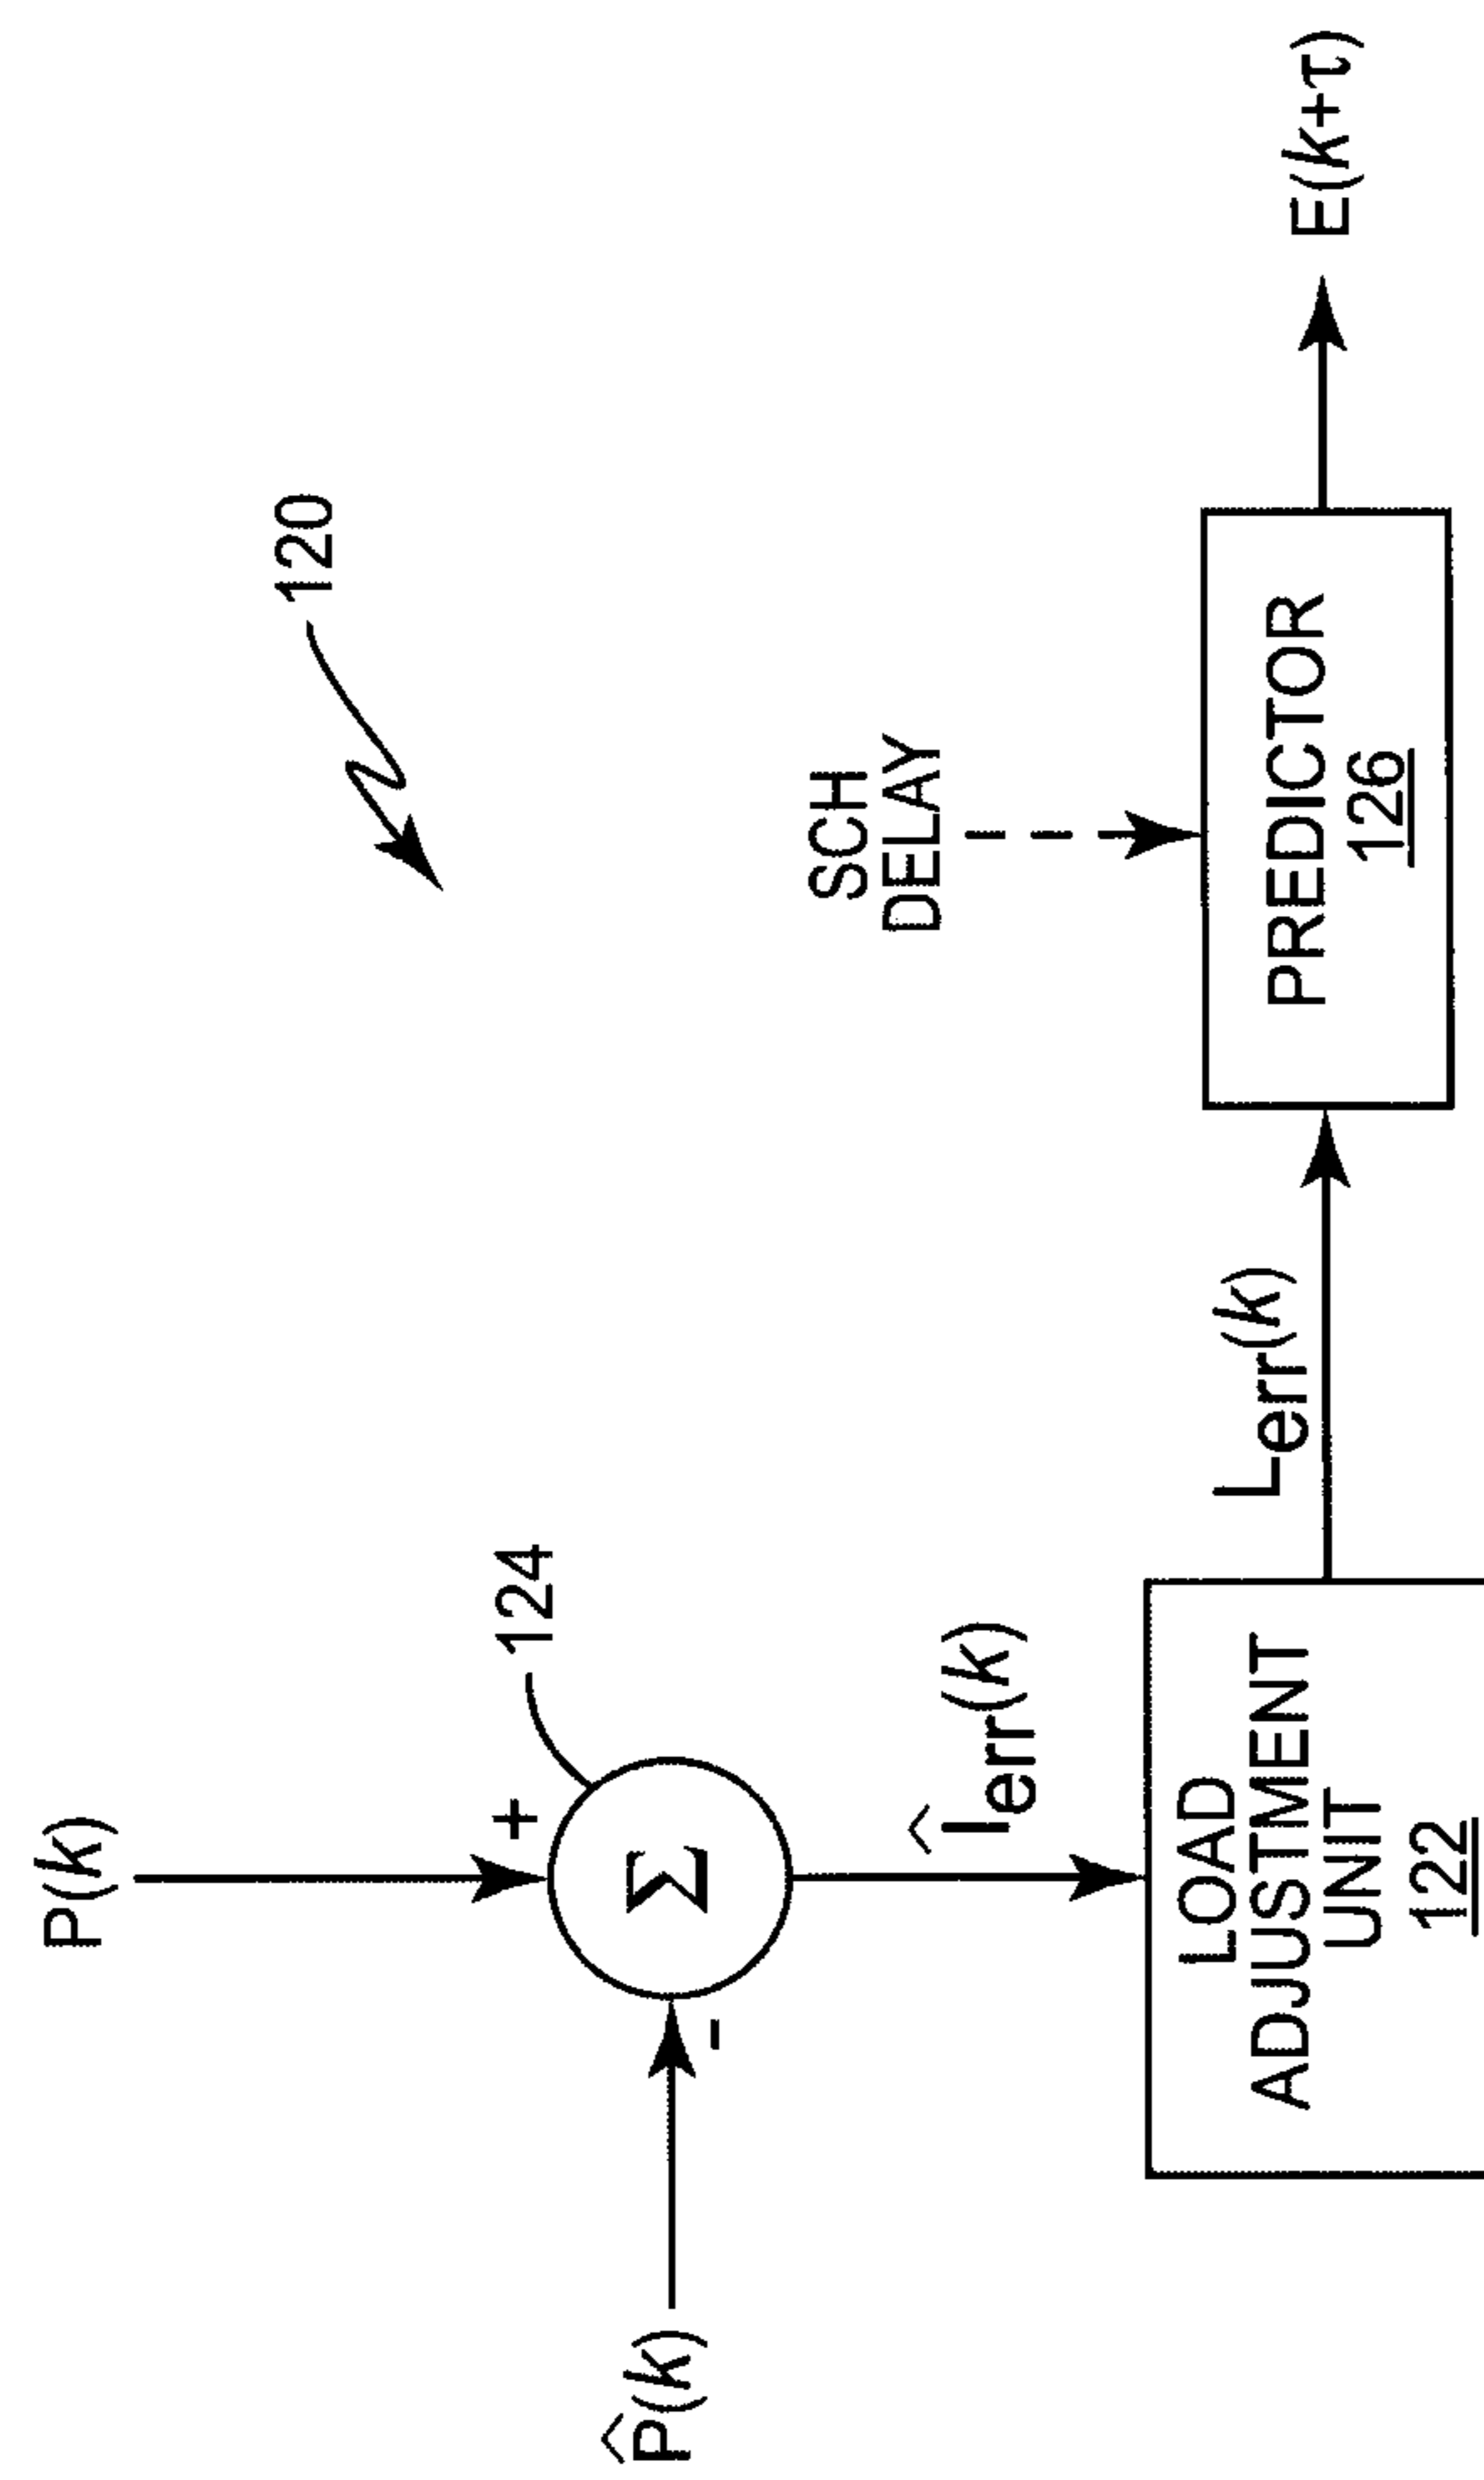 P(k)
120
+
124
P̂(k)
Σ
-
SCH
DELAY
Îerr(k)
LOAD
ADJUSTMENT
UNIT
122
Lerr(k)
PREDICTOR
126
E(k+τ)